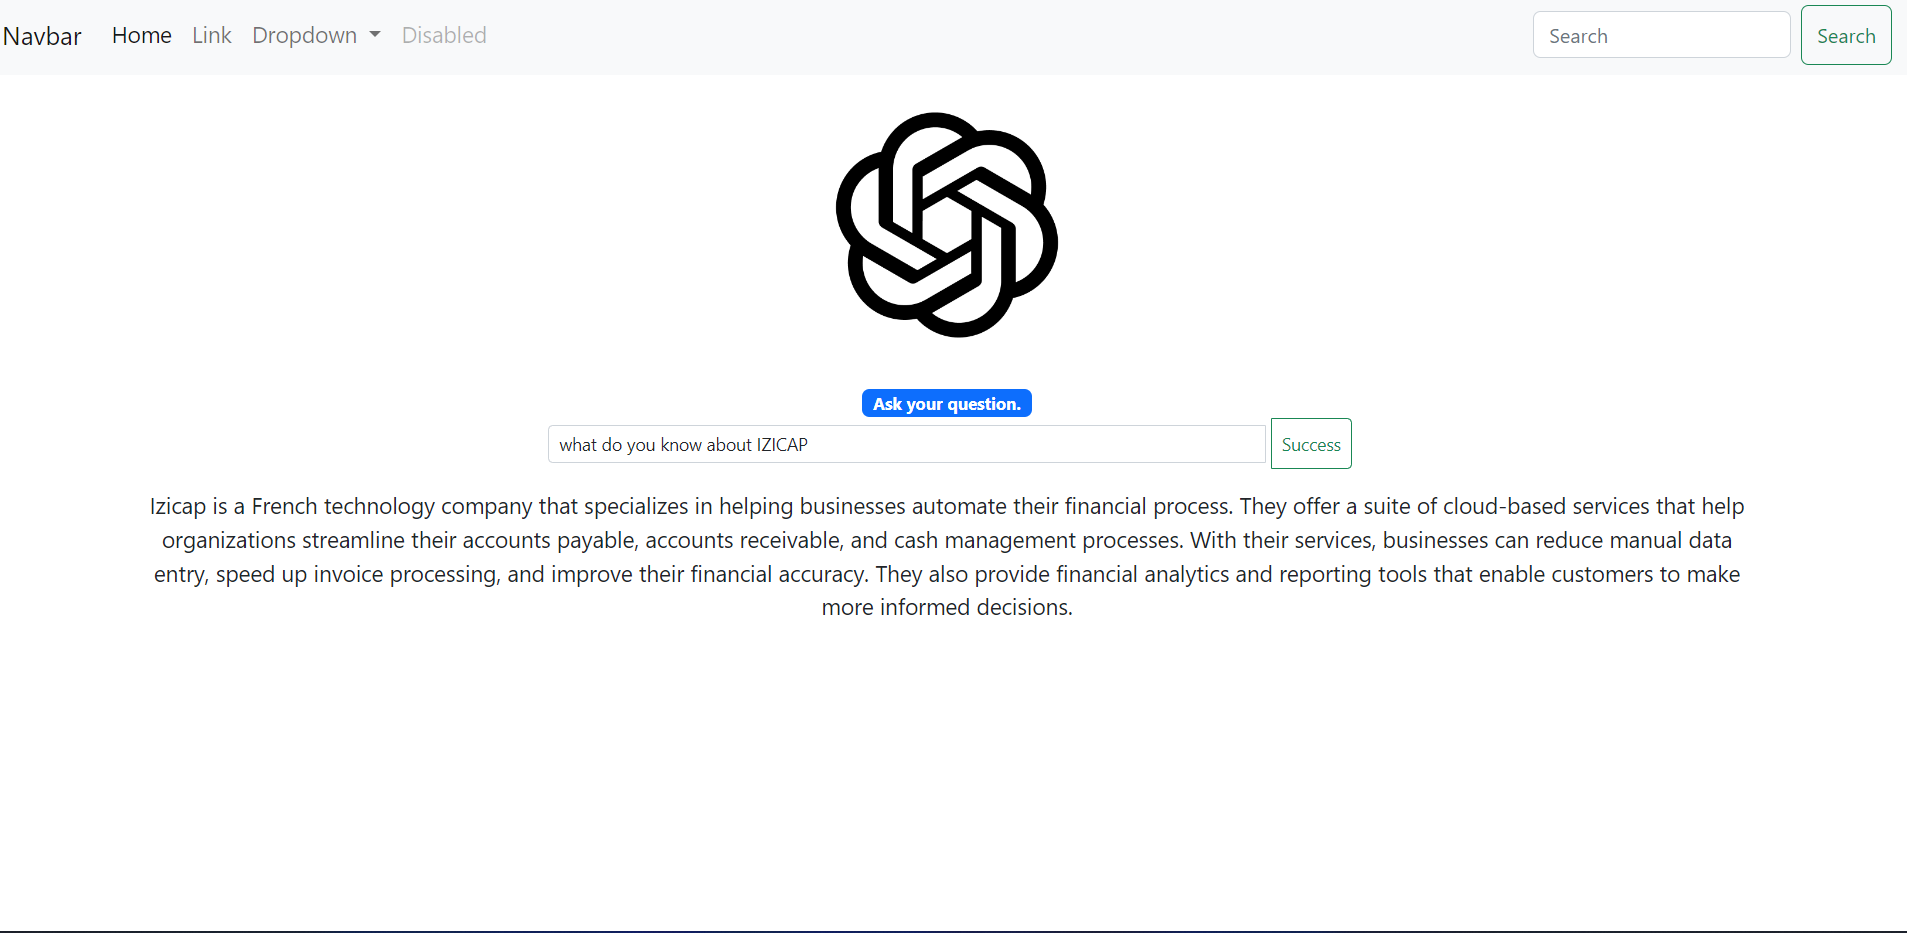 Navbar Home Link Dropdown Disabled Search Search
Ask your question.
what do you know about IZICAP Success
Izicap is a French technology company that specializes in helping businesses automate their financial process. They offer a suite of cloud-based services that help
organizations streamline their accounts payable, accounts receivable, and cash management processes. With their services, businesses can reduce manual data
entry, speed up invoice processing, and improve their financial accuracy. They also provide financial analytics and reporting tools that enable customers to make
more informed decisions.